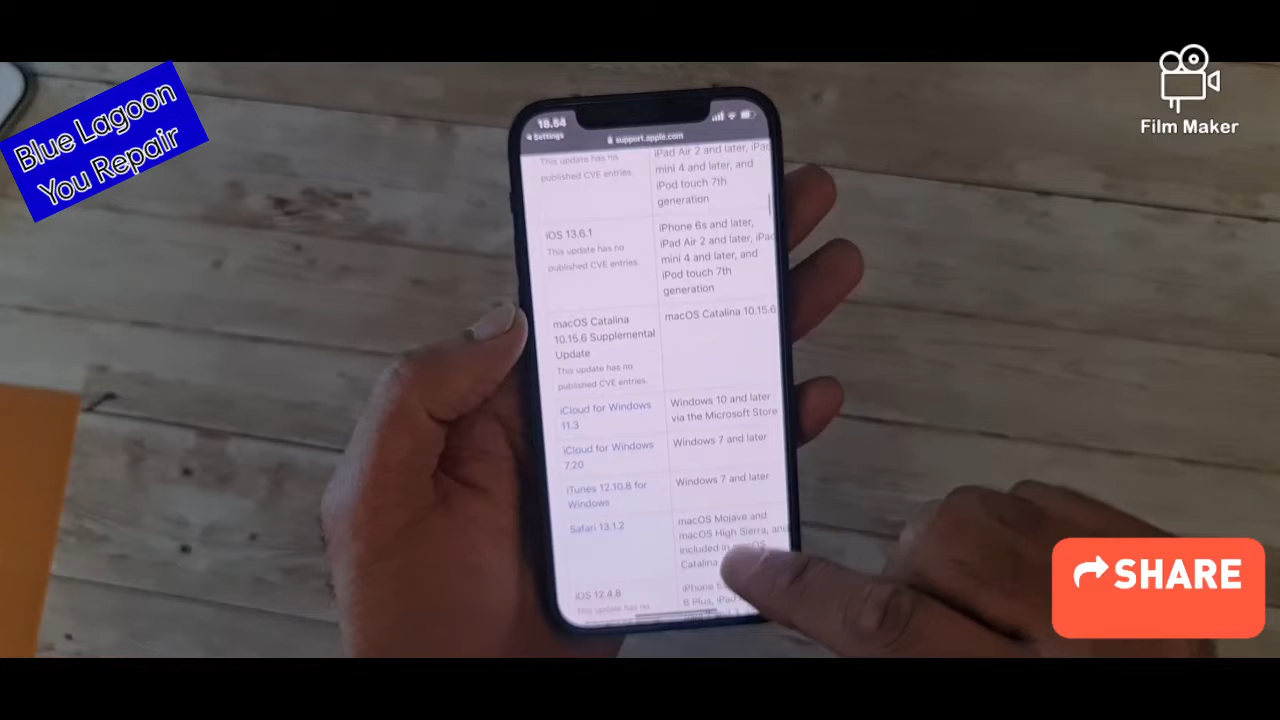 Blue Lagoon
You Repair
Film Maker
18.54
Settings
support.apple.com
This update has no
published CVE entries.
iPad Air 2 and later, iPad
mini 4 and later, and
iPod touch 7th
generation
iOS 13.6.1
This update has no
published CVE entries.
iPhone 6s and later,
iPad Air 2 and later, iPad
mini 4 and later, and
iPod touch 7th
generation
macOS Catalina
10.15.6 Supplemental
Update
This update has no
published CVE entries.
macOS Catalina 10.15.6
iCloud for Windows
11.3
Windows 10 and later
via the Microsoft Store
iCloud for Windows
7.20
Windows 7 and later
iTunes 12.10.8 for
Windows
Windows 7 and later
Safari 13.1.2
macOS Mojave and
macOS High Sierra, and
included in macOS
Catalina
iOS 12.4.8
This update has no
iPhone
6 Plus, iPad
SHARE